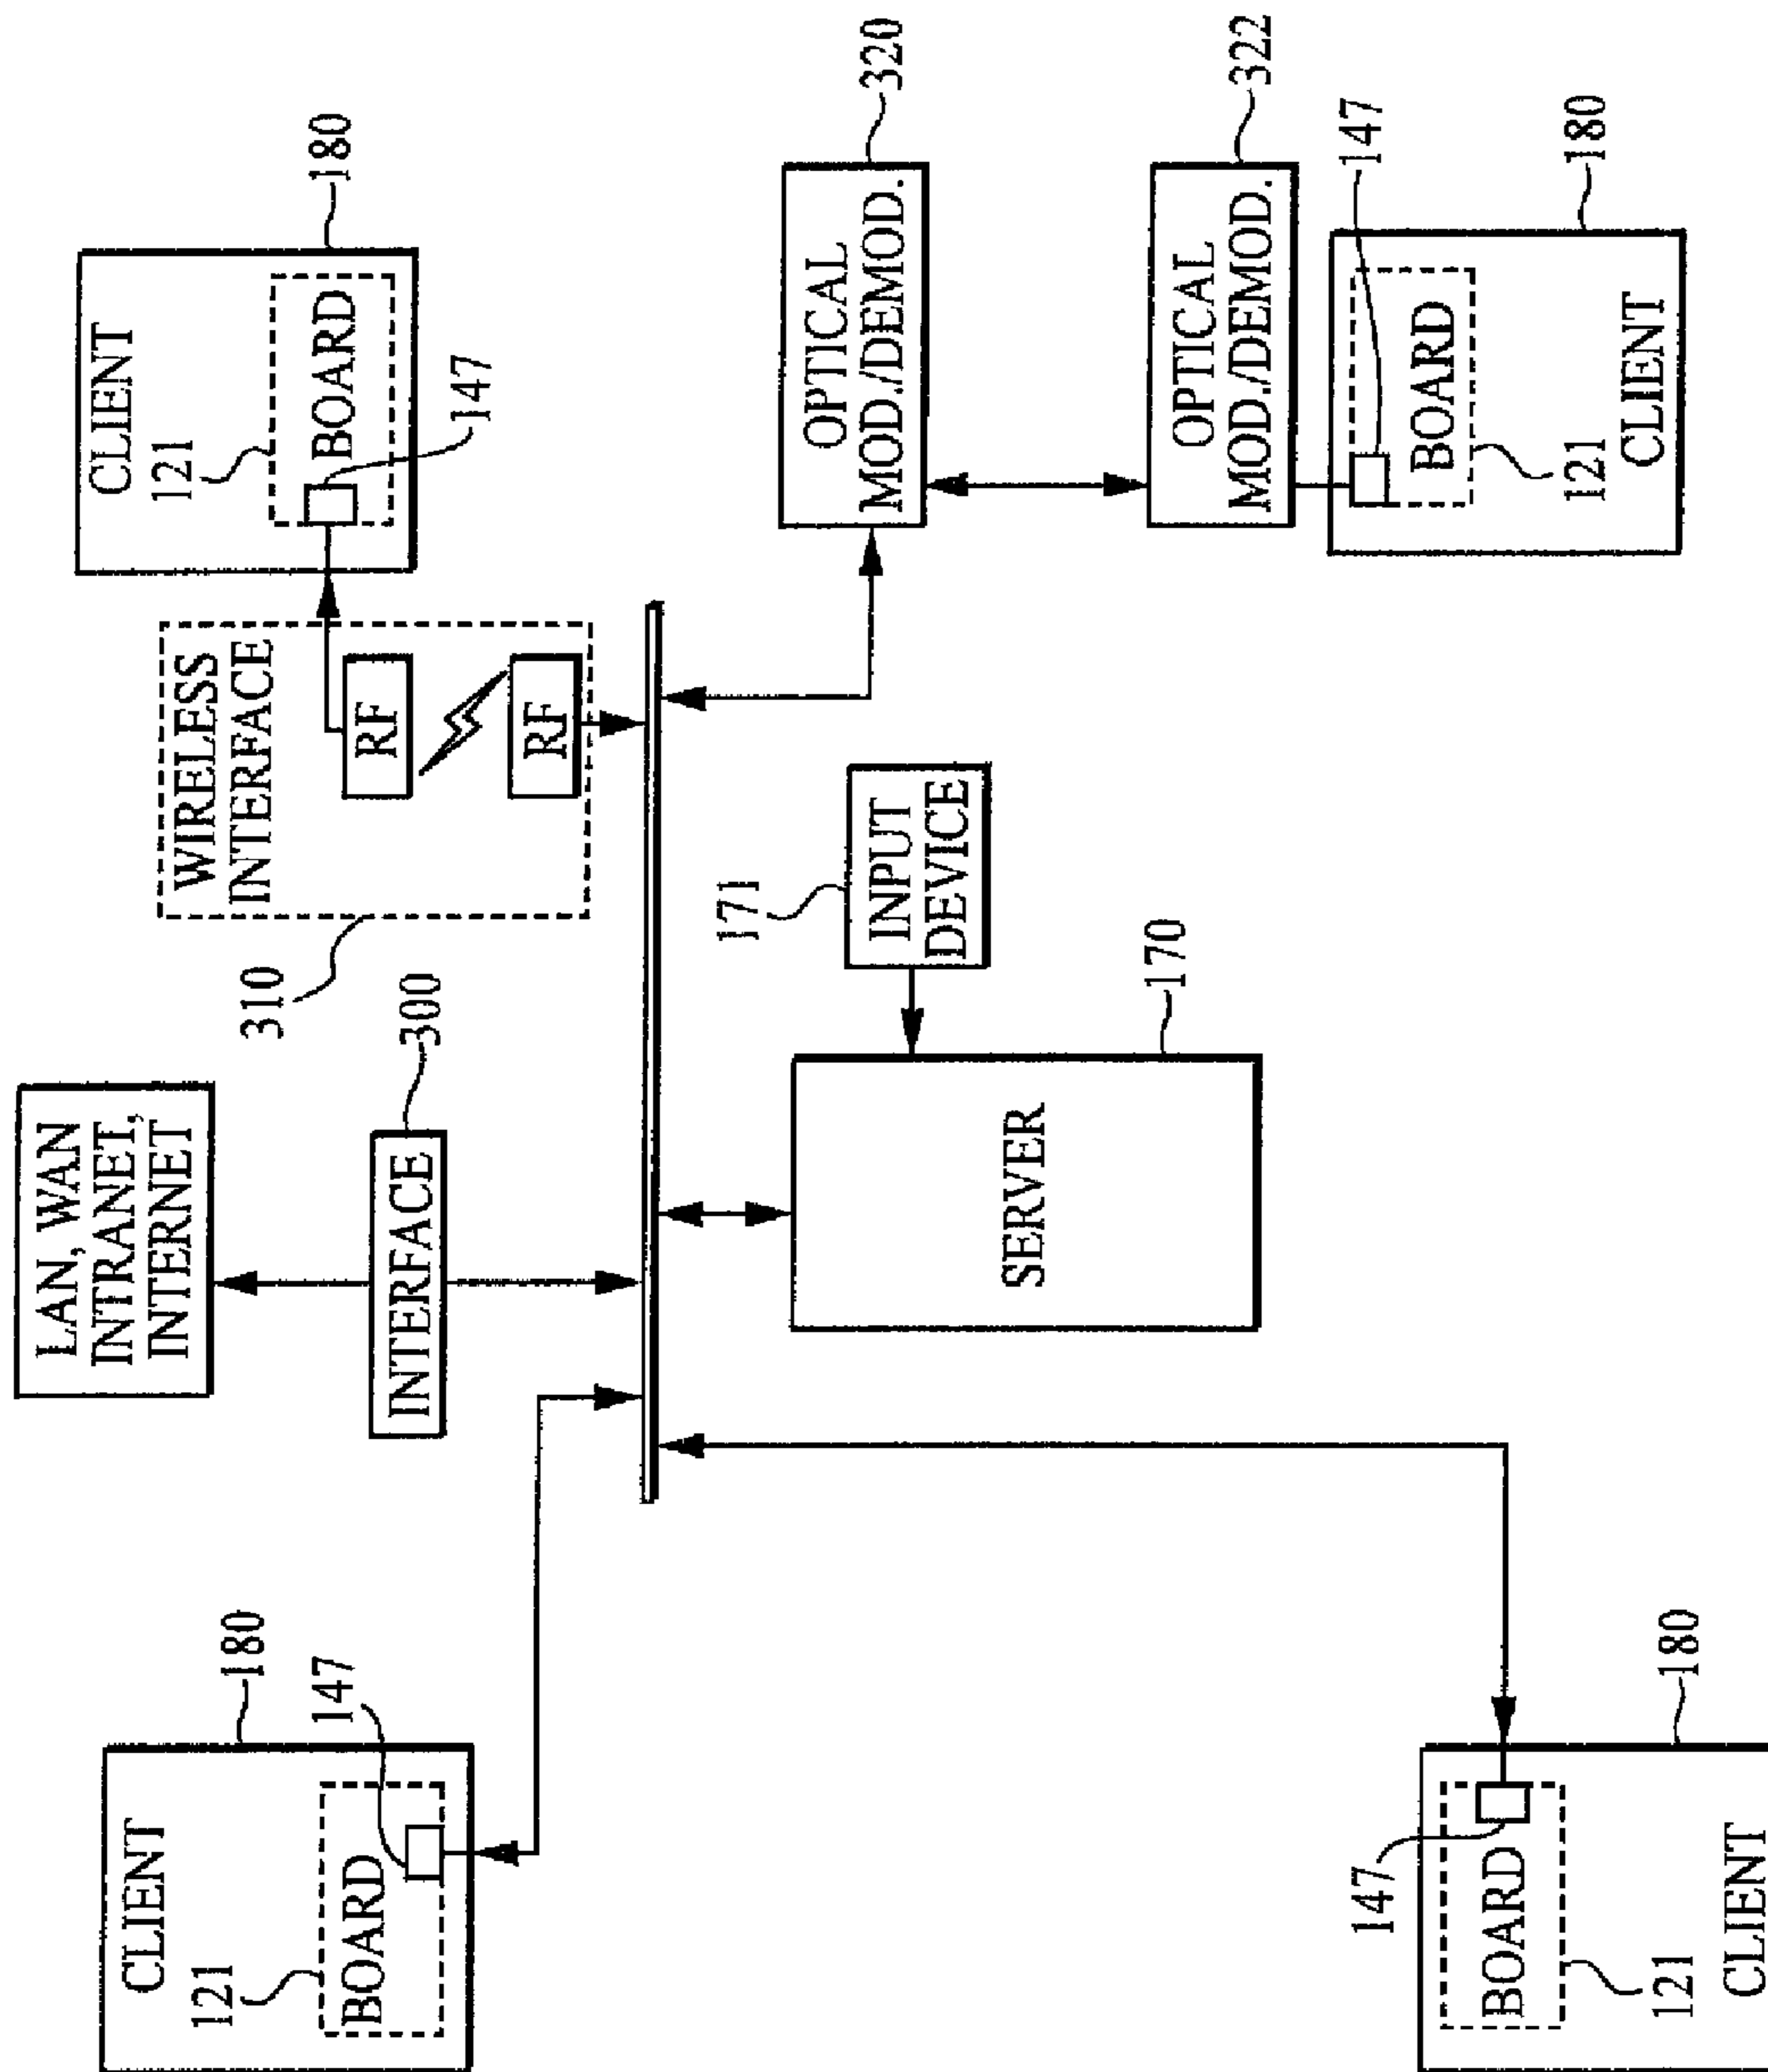 LAN, WAN
INTRANET,
INTERNET
CLIENT
180
121
BOARD
147
INTERFACE
300
WIRELESS
INTERFACE
310
RF
RF
CLIENT
180
121
BOARD
147
SERVER
170
171
INPUT
DEVICE
OPTICAL
MOD./DEMOD.
320
OPTICAL
MOD./DEMOD.
322
147
BOARD
121
CLIENT
180
147
BOARD
121
CLIENT
180